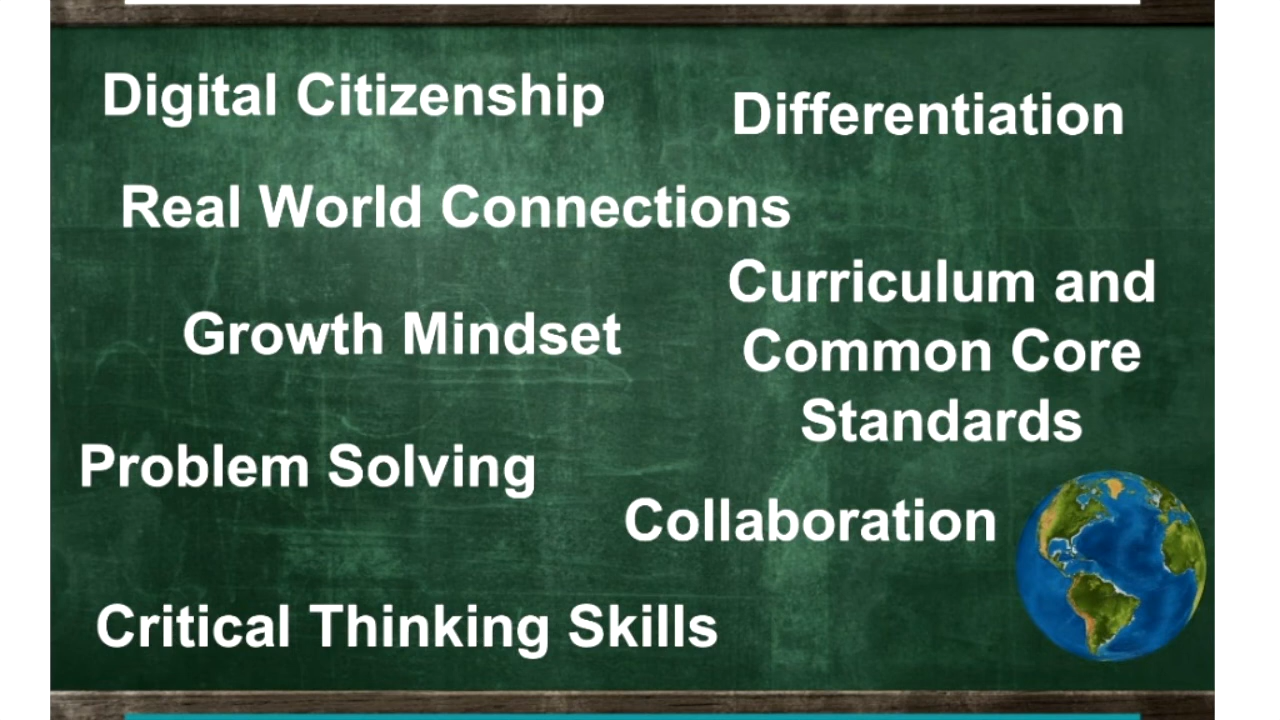 Digital Citizenship
Differentiation
Real World Connections
Curriculum and
Common Core
Standards
Growth Mindset
Problem Solving
Collaboration
Critical Thinking Skills